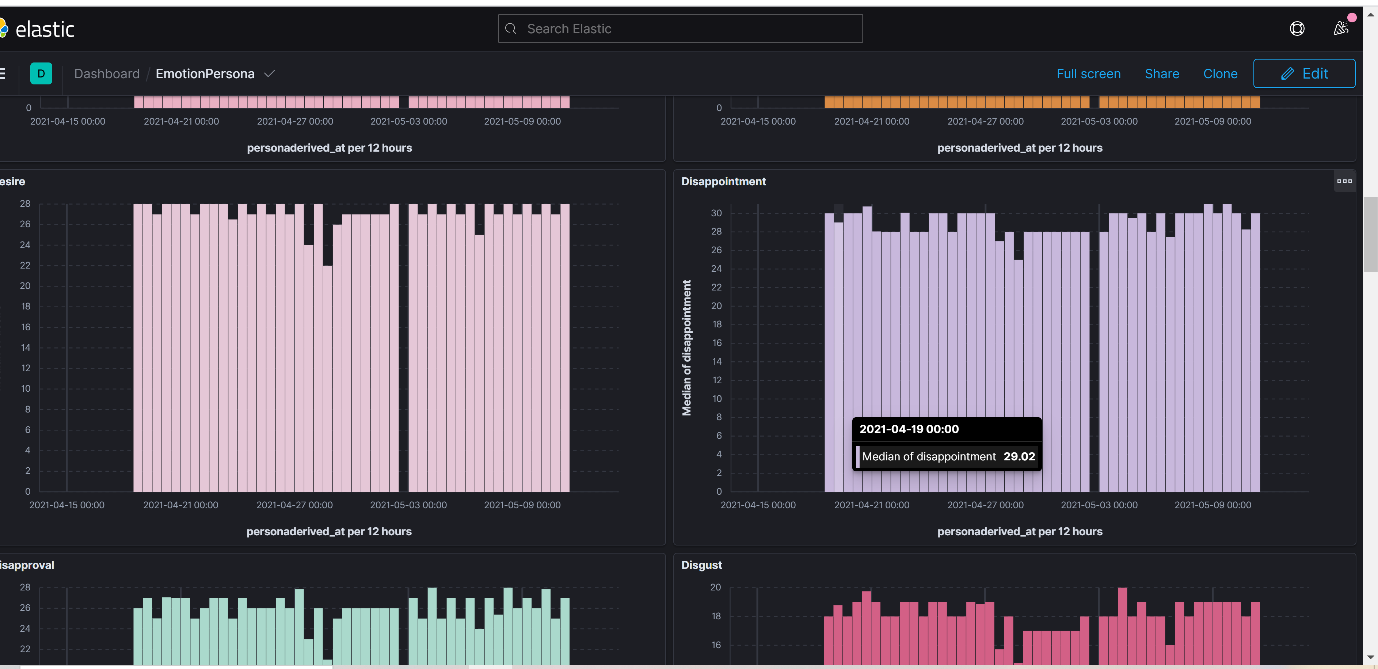 elastic
Search Elastic
D
Dashboard / EmotionPersona
Full screen
Share
Clone
Edit
0
2021-04-15 00:00 2021-04-21 00:00 2021-04-27 00:00 2021-05-03 00:00 2021-05-09 00:00
personaderived_at per 12 hours
0
2021-04-15 00:00 2021-04-21 00:00 2021-04-27 00:00 2021-05-03 00:00 2021-05-09 00:00
personaderived_at per 12 hours
esire
28
26
24
22
20
18
16
14
12
10
8
6
4
2
0
2021-04-15 00:00 2021-04-21 00:00 2021-04-27 00:00 2021-05-03 00:00 2021-05-09 00:00
personaderived_at per 12 hours
Disappointment
Median of disappointment
30
28
26
24
22
20
18
16
14
12
10
8
6
4
2
0
2021-04-19 00:00
Median of disappointment 29.02
2021-04-15 00:00 2021-04-21 00:00 2021-04-27 00:00 2021-05-03 00:00 2021-05-09 00:00
personaderived_at per 12 hours
isapproval
28
26
24
22
Disgust
20
18
16